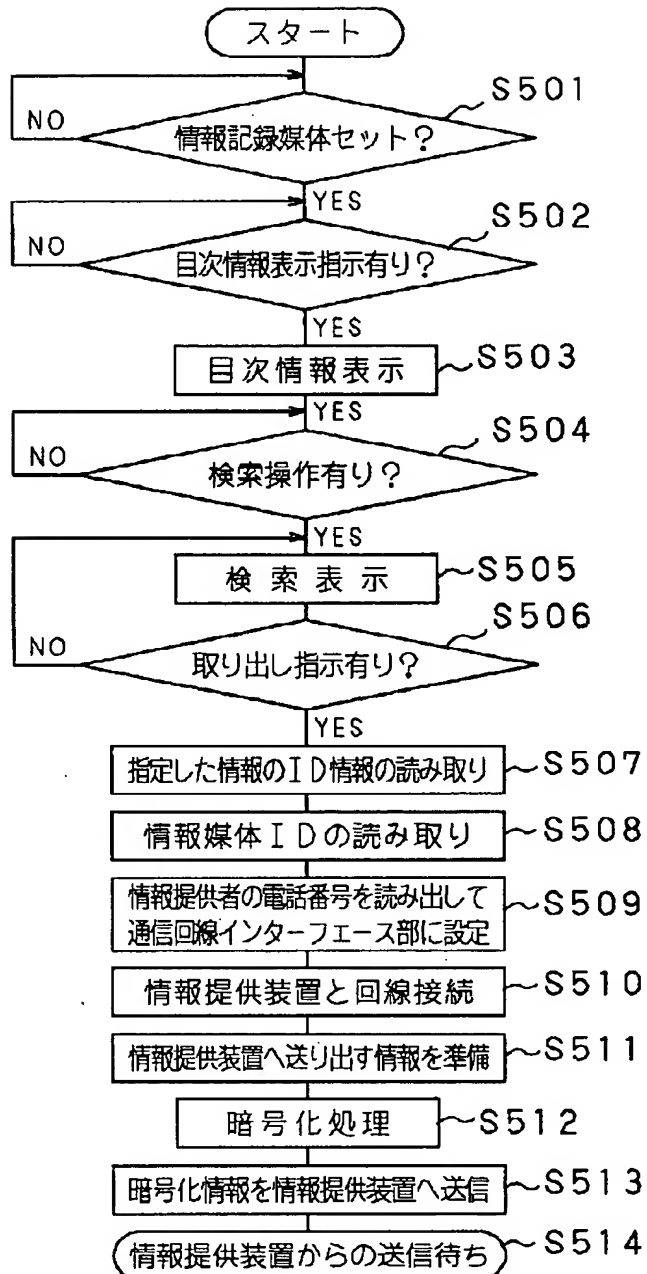 スタート
S501
NO
情報記録媒体セット?
YES
S502
NO
目次情報表示指示有り?
YES
目次情報表示
S503
YES
S504
NO
検索操作有り?
YES
検索表示
S505
S506
NO
取り出し指示有り?
YES
指定した情報のID情報の読み取り
S507
情報媒体IDの読み取り
S508
情報提供者の電話番号を読み出して
通信回線インターフェース部に設定
S509
情報提供装置と回線接続
S510
情報提供装置へ送り出す情報を準備
S511
暗号化処理
S512
暗号化情報を情報提供装置へ送信
S513
情報提供装置からの送信待ち
S514